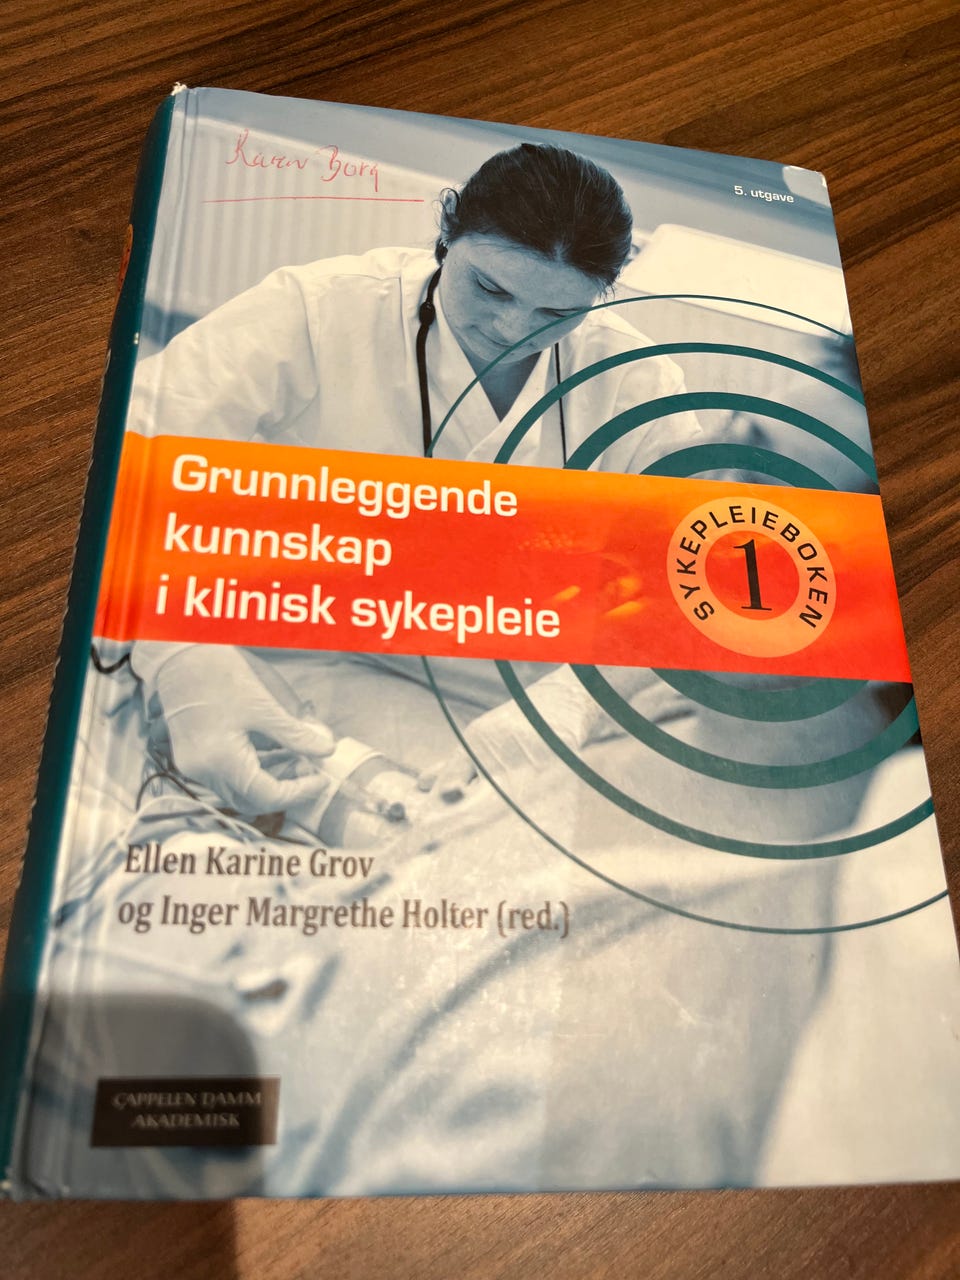 Karen Borg
5. utgave
Grunnleggende
kunnskap
i klinisk sykepleie
SYKEPLEIEBOKEN
1
Ellen Karine Grov
og Inger Margrethe Holter (red.)
CAPPELEN DAMM
AKADEMISK